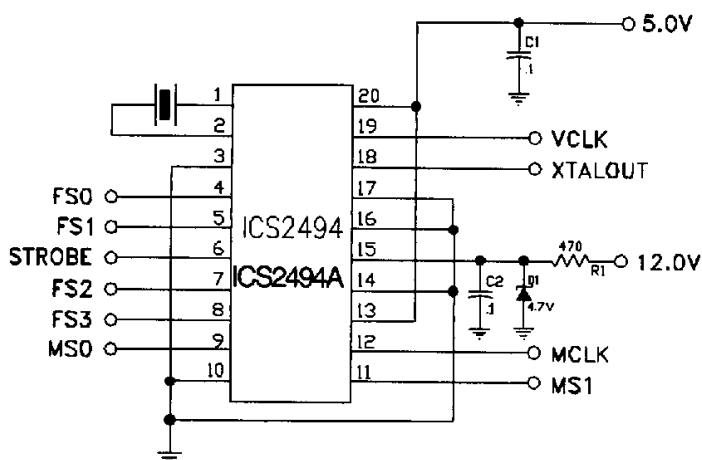 5.0V
C1
.1
1
20
2
19
VCLK
3
18
XTALOUT
FS0
4
17
FS1
5
ICS2494
16
STROBE
6
15
470
R1
12.0V
FS2
7
ICS2494A
14
C2
.1
D1
4.7V
FS3
8
13
MS0
9
12
MCLK
10
11
MS1